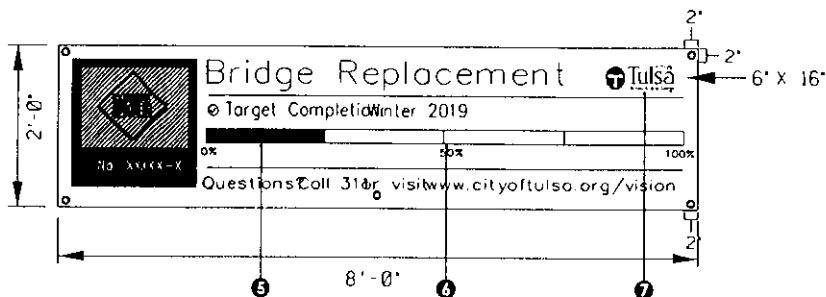 2"
2"
6" X 16"
2'-0"
Bridge Replacement
Tulsa
Target Completion Winter 2019
No. XXXXX-X
0%
50%
100%
Questions? Call 311 or visit www.cityoftulsa.org/vision
2"
8'-0"
5
6
7